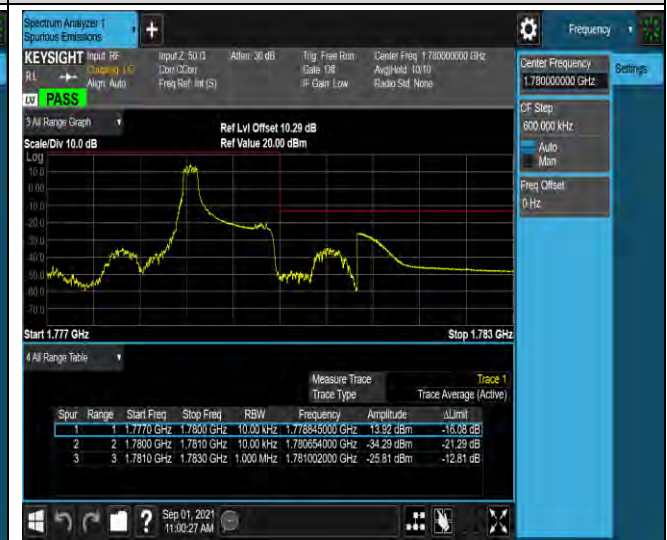 Spectrum Analyzer 1
Spurious Emissions
Frequency
KEYSIGHT Input: RF Input Z: 50 Ω Atten: 30 dB Trig: Free Run Center Freq: 1.780000000 GHz
RL Coupling: DC Corr CCorr Gate: Off Avg|Hold: 10/10
Align: Auto Freq Ref: Int (S) IF Gain: Low Radio Std: None
LV PASS
3 All Range Graph
Ref Lvl Offset 10.29 dB
Scale/Div 10.0 dB Ref Value 20.00 dBm
Log
10.0
0.00
-10.0
-20.0
-30.0
-40.0
-50.0
-60.0
-70.0
Start 1.777 GHz Stop 1.783 GHz
4 All Range Table
Measure Trace Trace 1
Trace Type Trace Average (Active)
Spur Range Start Freq Stop Freq RBW Frequency Amplitude ΔLimit
1 1 1.7770 GHz 1.7800 GHz 10.00 kHz 1.778845000 GHz 13.92 dBm -16.08 dB
2 2 1.7800 GHz 1.7810 GHz 10.00 kHz 1.780654000 GHz -34.29 dBm -21.29 dB
3 3 1.7810 GHz 1.7830 GHz 1.000 MHz 1.781002000 GHz -25.81 dBm -12.81 dB
Sep 01, 2021
11:00:27 AM
Center Frequency
1.780000000 GHz
Settings
CF Step
600.000 kHz
Auto
Man
Freq Offset
0 Hz